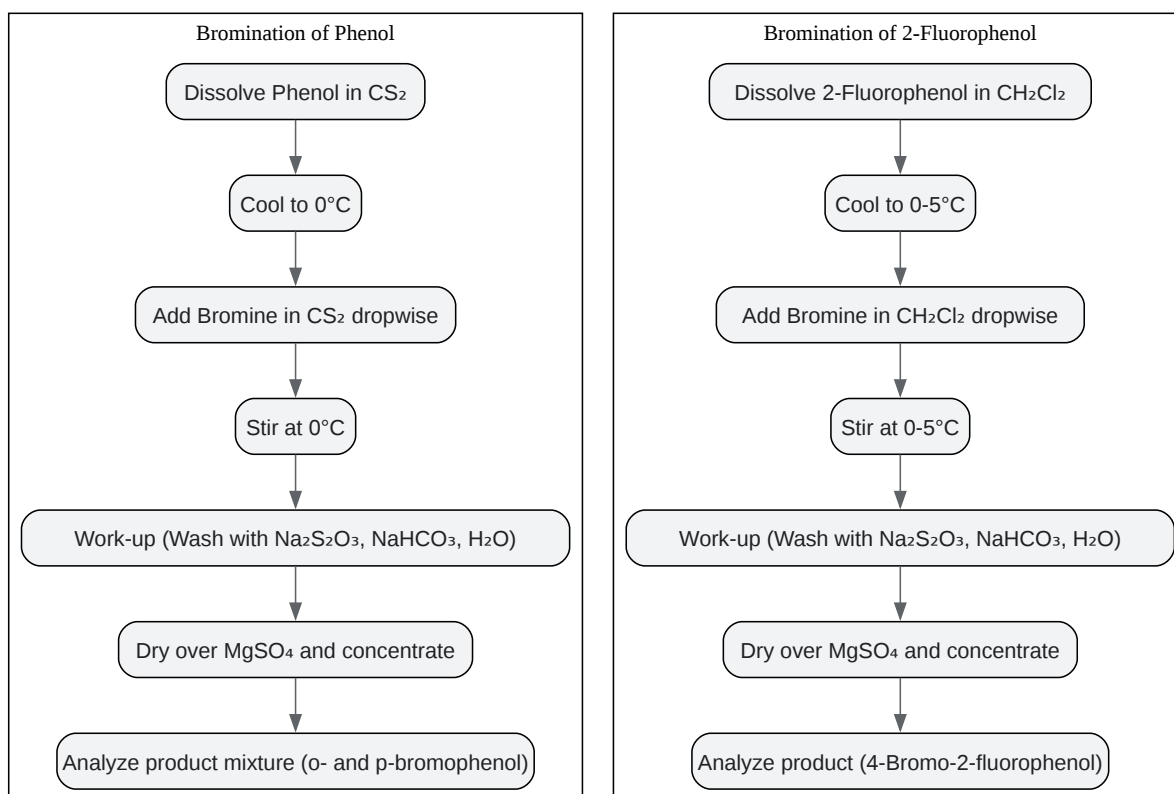 Bromination of Phenol
Dissolve Phenol in CS₂
Cool to 0°C
Add Bromine in CS₂ dropwise
Stir at 0°C
Work-up (Wash with Na₂S₂O₃, NaHCO₃, H₂O)
Dry over MgSO₄ and concentrate
Analyze product mixture (o- and p-bromophenol)
Bromination of 2-Fluorophenol
Dissolve 2-Fluorophenol in CH₂Cl₂
Cool to 0-5°C
Add Bromine in CH₂Cl₂ dropwise
Stir at 0-5°C
Work-up (Wash with Na₂S₂O₃, NaHCO₃, H₂O)
Dry over MgSO₄ and concentrate
Analyze product (4-Bromo-2-fluorophenol)